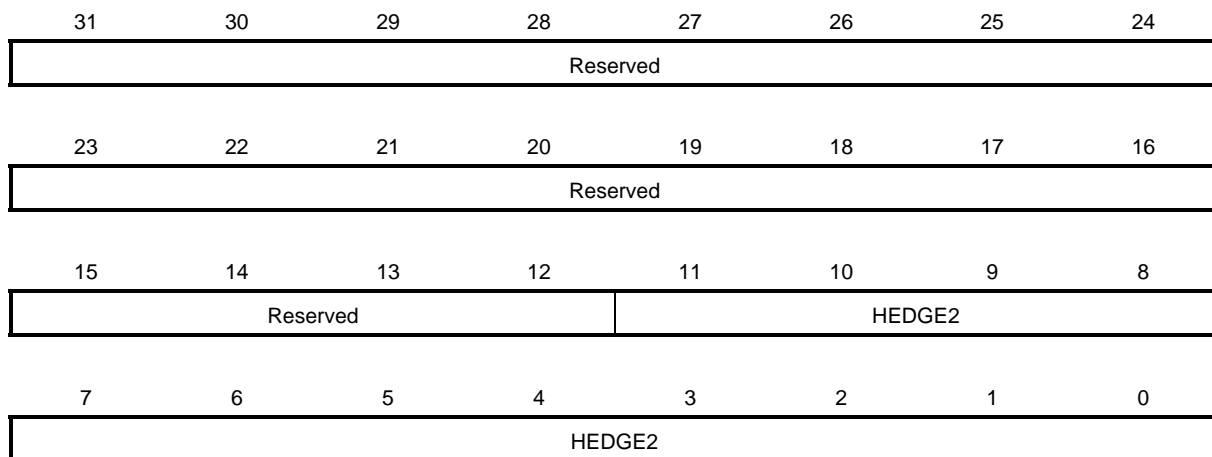 31 30 29 28 27 26 25 24
Reserved
23 22 21 20 19 18 17 16
Reserved
15 14 13 12 11 10 9 8
Reserved HEDGE2
7 6 5 4 3 2 1 0
HEDGE2